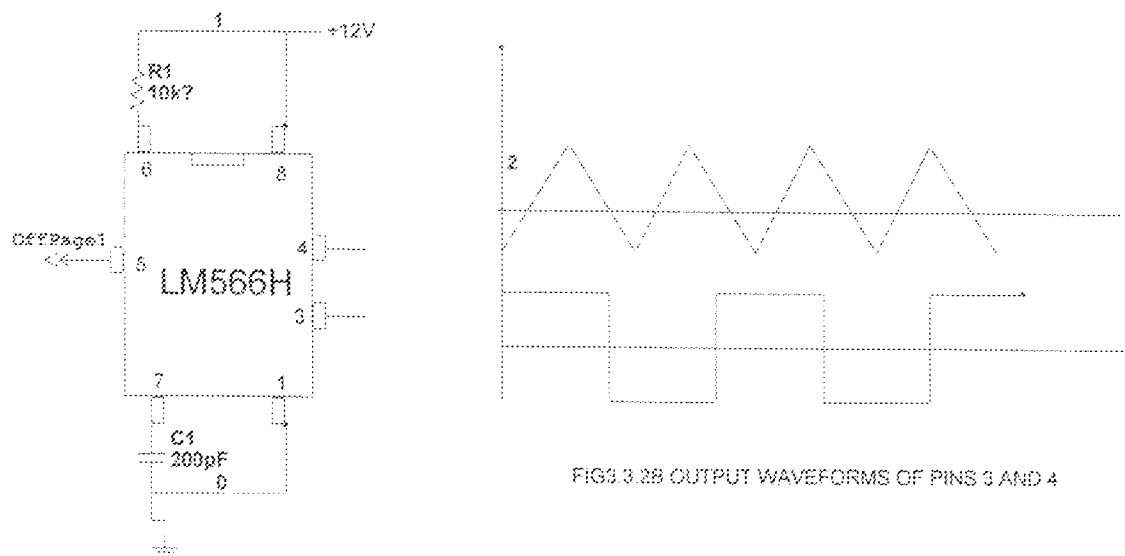 1
+12V
R1
10k?
6
8
OffPage1
5
4
LM566H
3
7
1
C1
200pF
0
2
FIG3.3.2B OUTPUT WAVEFORMS OF PINS 3 AND 4